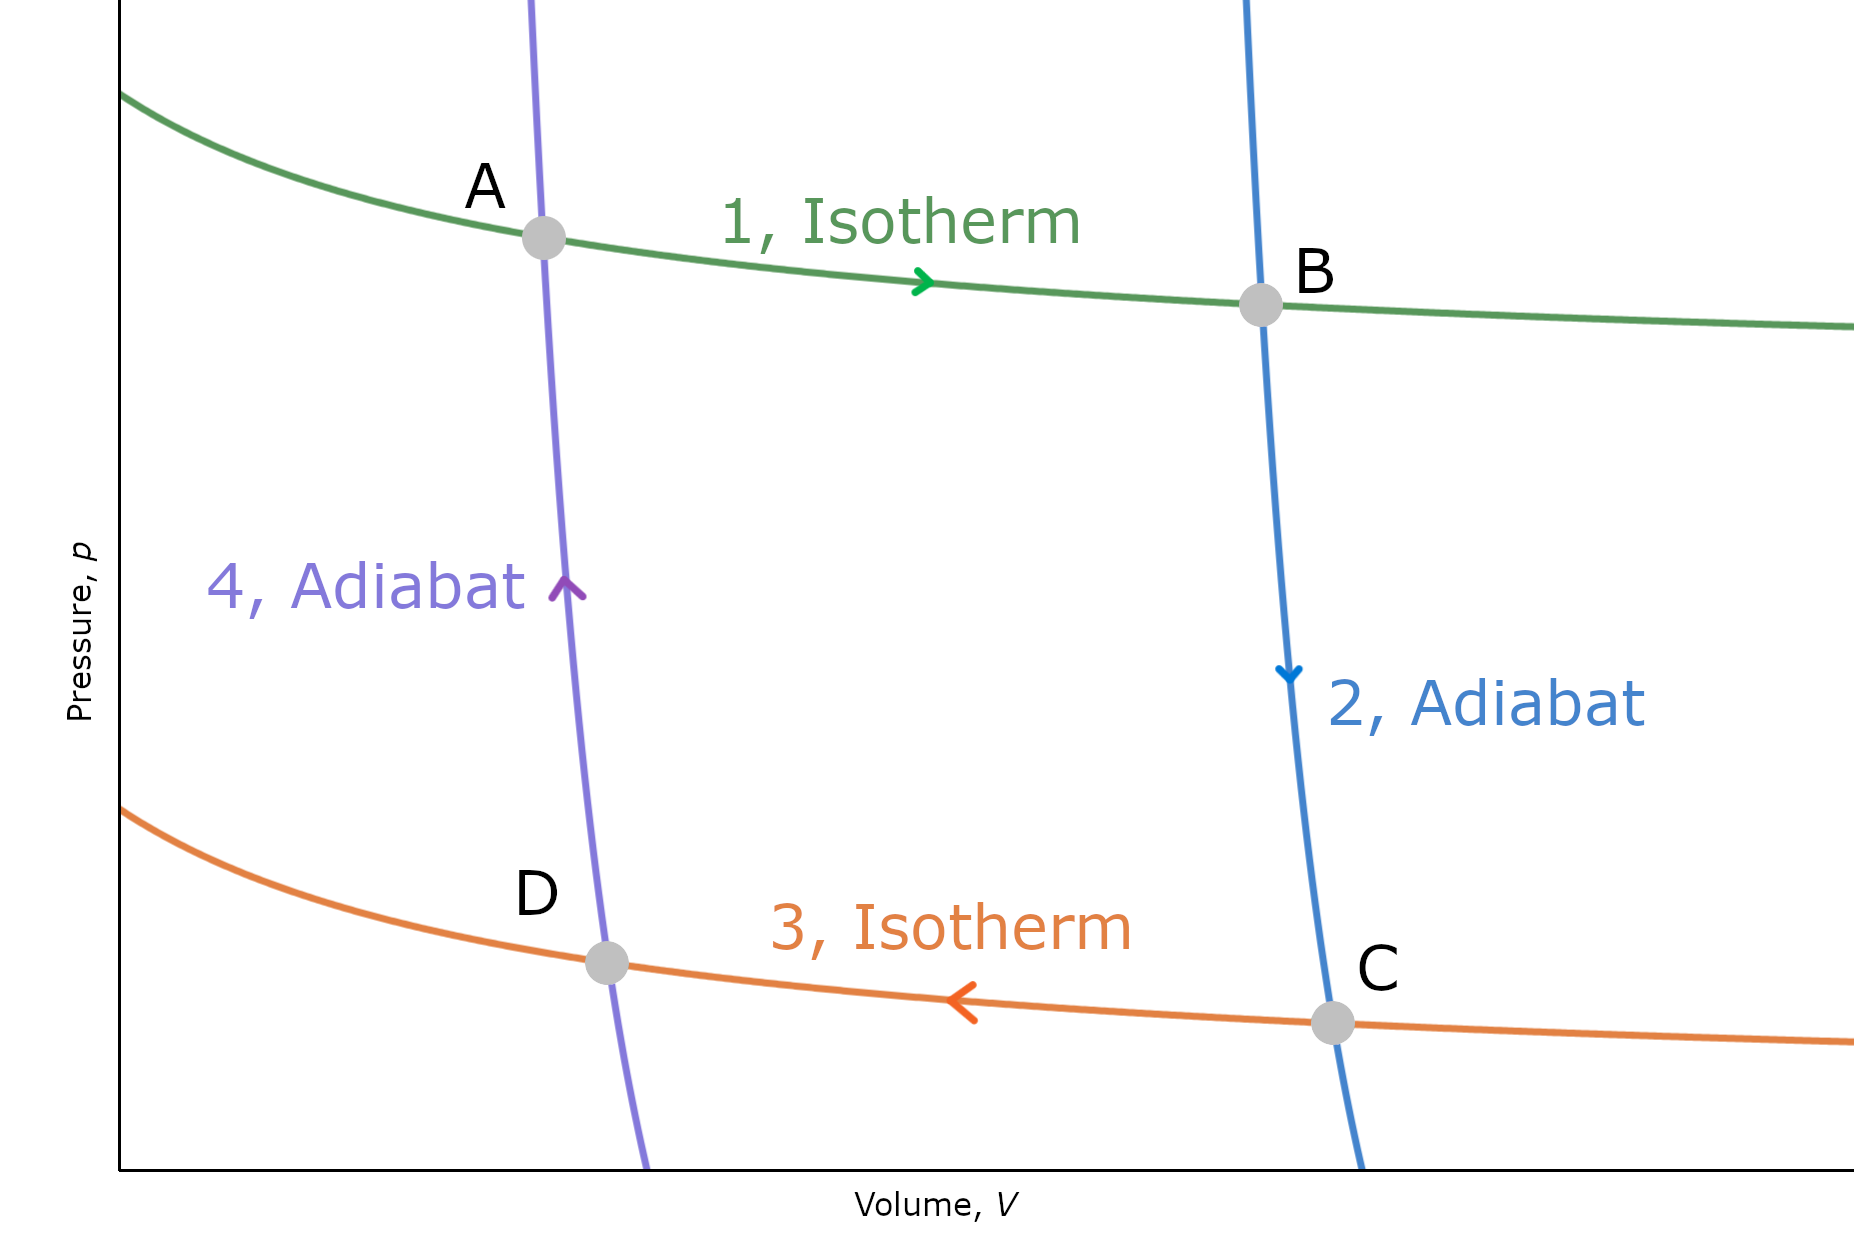 A
1, Isotherm
B
4, Adiabat
Pressure, p
2, Adiabat
D
3, Isotherm
C
Volume, V